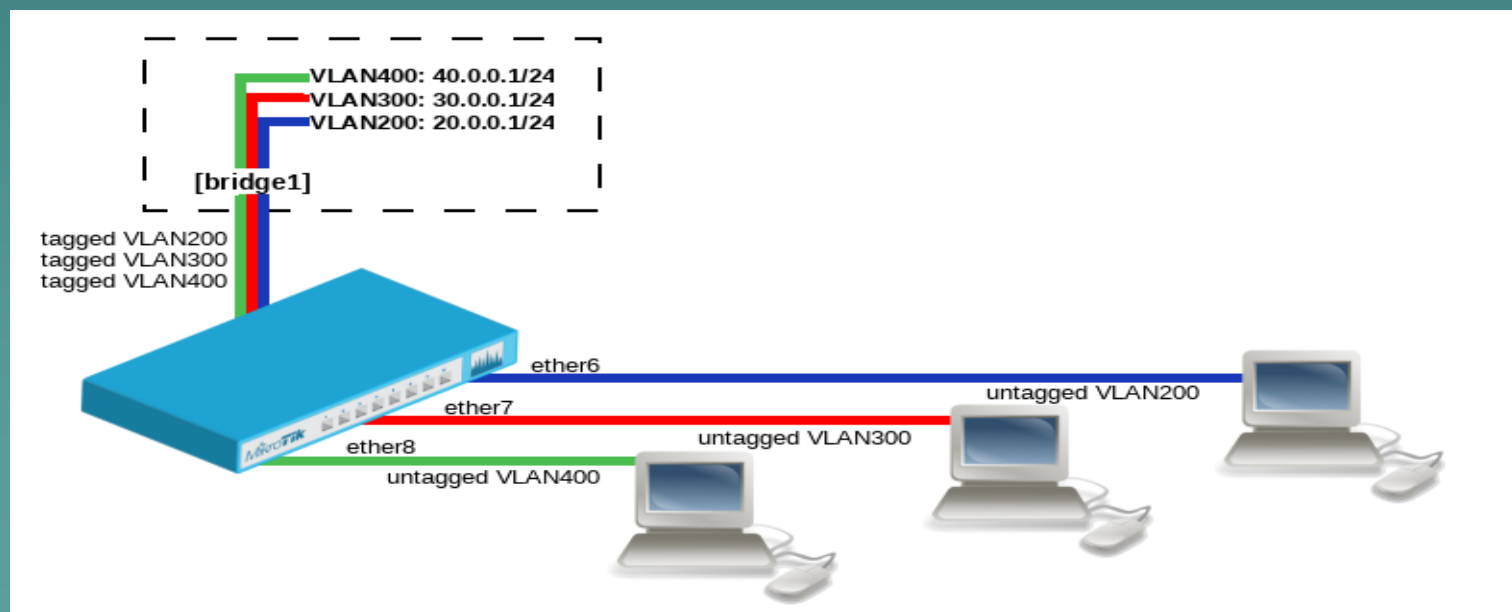 VLAN400: 40.0.0.1/24
VLAN300: 30.0.0.1/24
VLAN200: 20.0.0.1/24
[bridge1]
tagged VLAN200
tagged VLAN300
tagged VLAN400
ether6
untagged VLAN200
ether7
untagged VLAN300
ether8
untagged VLAN400
MikroTik